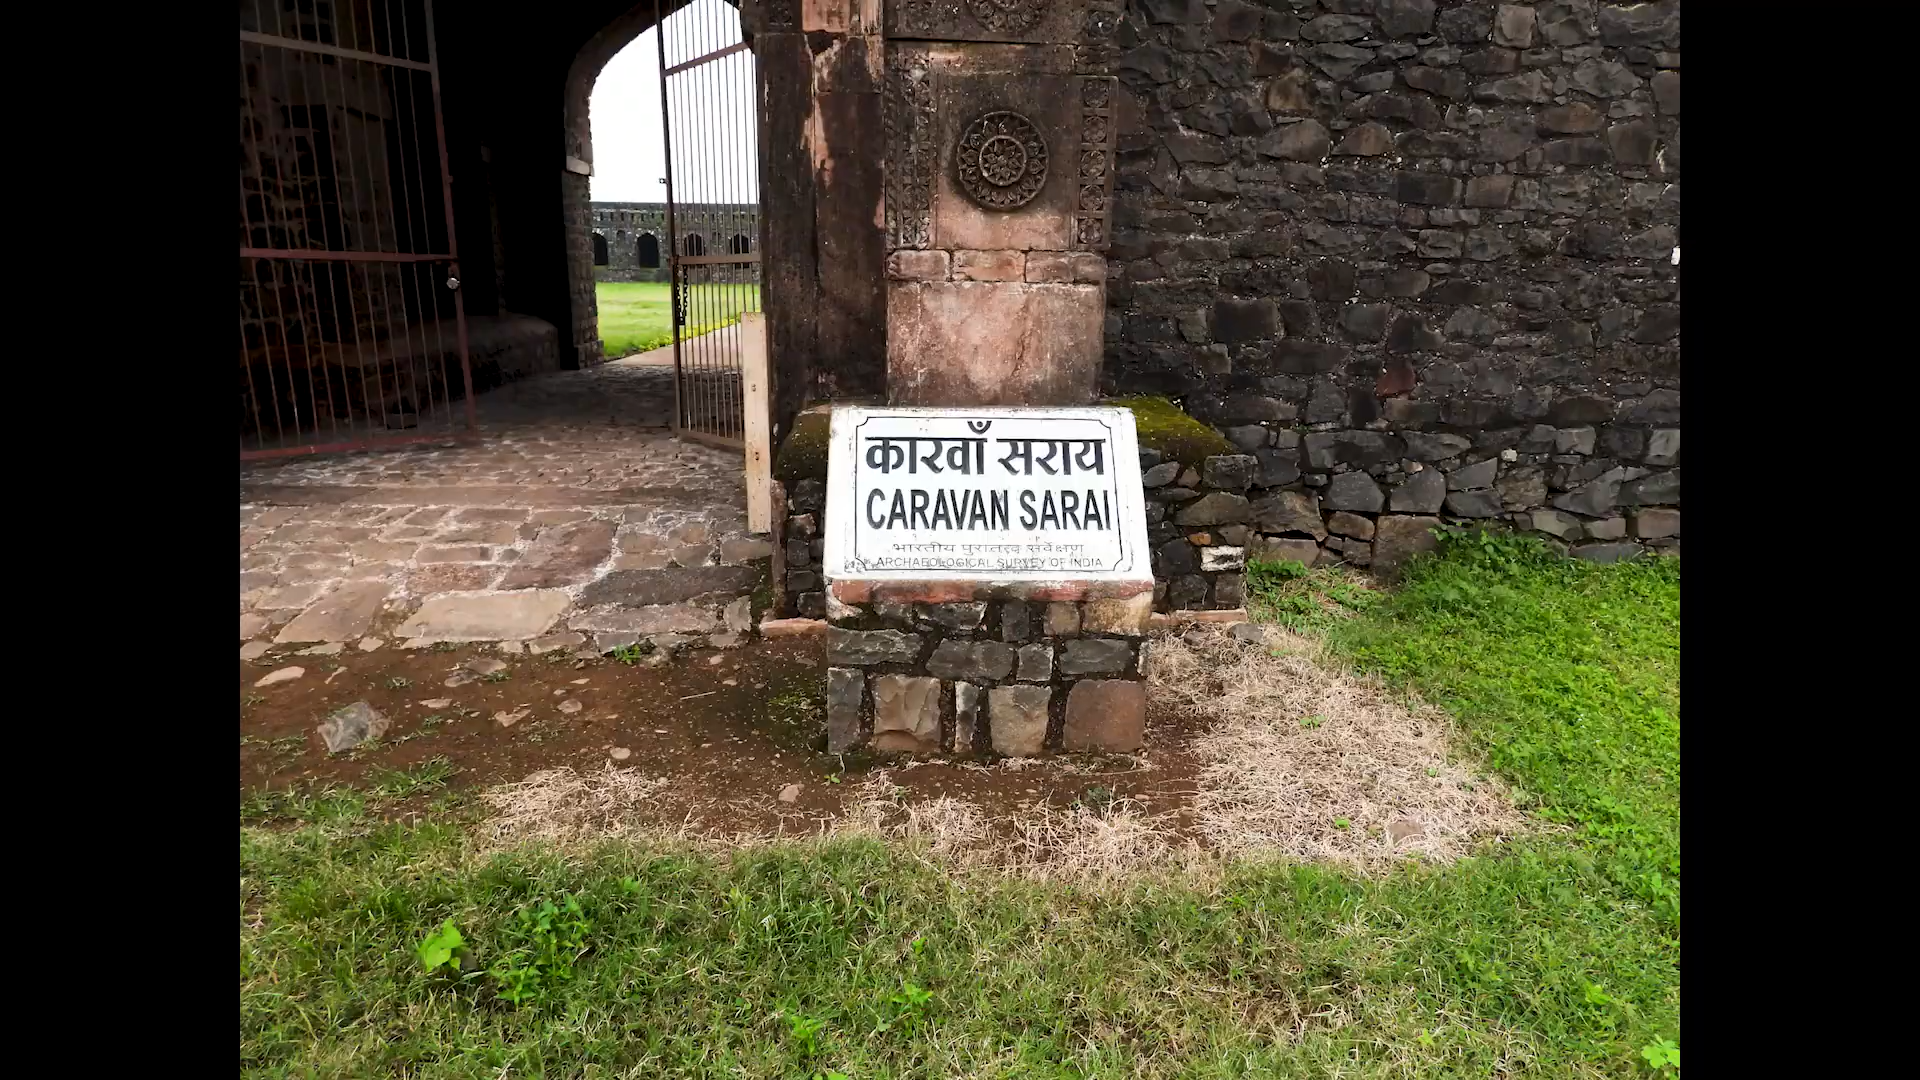 कारवाँ सराय
CARAVAN SARAI
भारतीय पुरातत्व सर्वेक्षण
ARCHAEOLOGICAL SURVEY OF INDIA